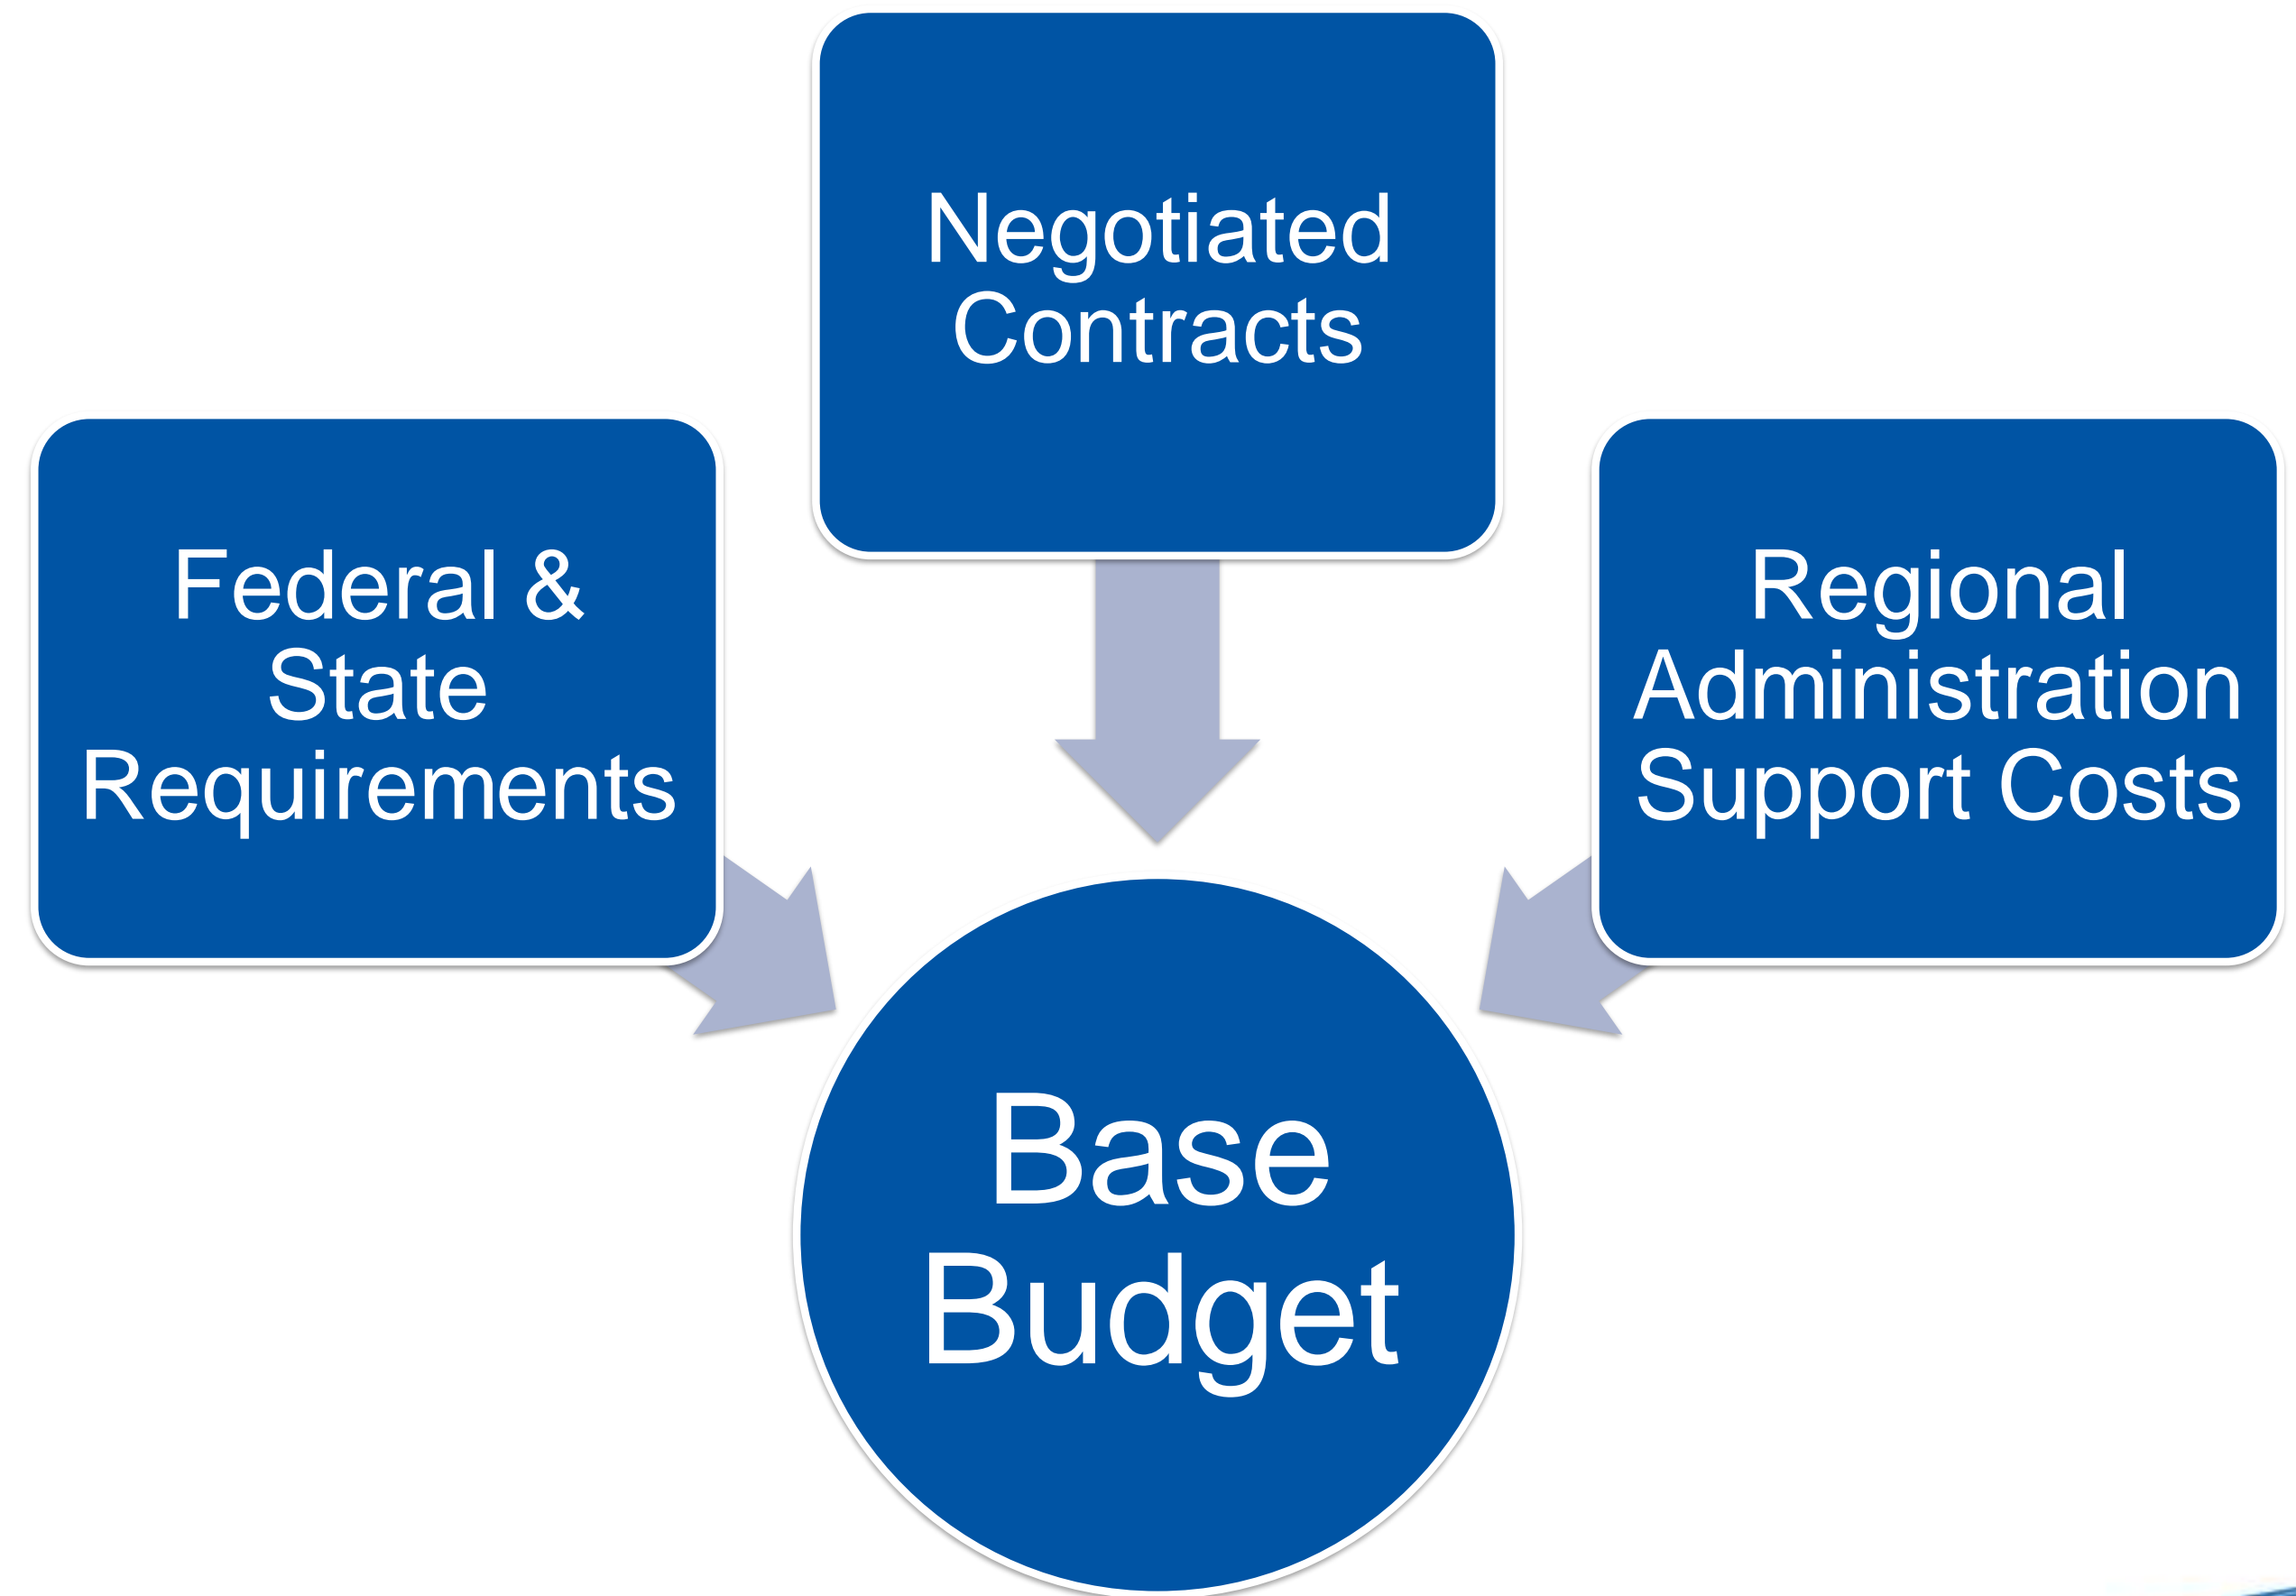 Negotiated
Contracts
Federal &
State
Requirements
Regional
Administration
Support Costs
Base
Budget